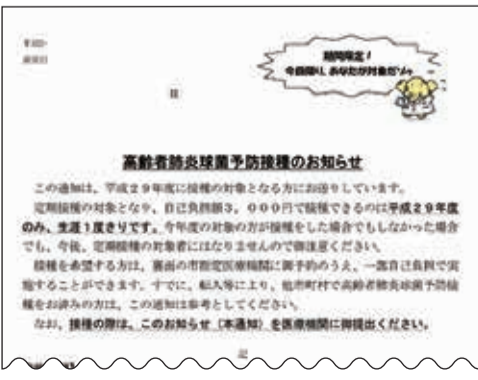 期間限定！
今回限り、あなたが対象だゾウ
高齢者肺炎球菌予防接種のお知らせ
この通知は、平成２９年度に接種の対象となる方にお送りしています。
定期接種の対象となり、自己負担額３，０００円で接種できるのは平成２９年度
のみ、生涯１度きりです。今年度の対象の方が接種をした場合でもしなかった場合
でも、今後、定期接種の対象者にはなりませんので御注意ください。
接種を希望する方は、裏面の市指定医療機関に御予約のうえ、一部自己負担で実
施することができます。すでに、転入等により、他市町村で高齢者肺炎球菌予防接
種をお済みの方は、この通知は参考としてください。
なお、接種の際は、このお知らせ（本通知）を医療機関に御提出ください。